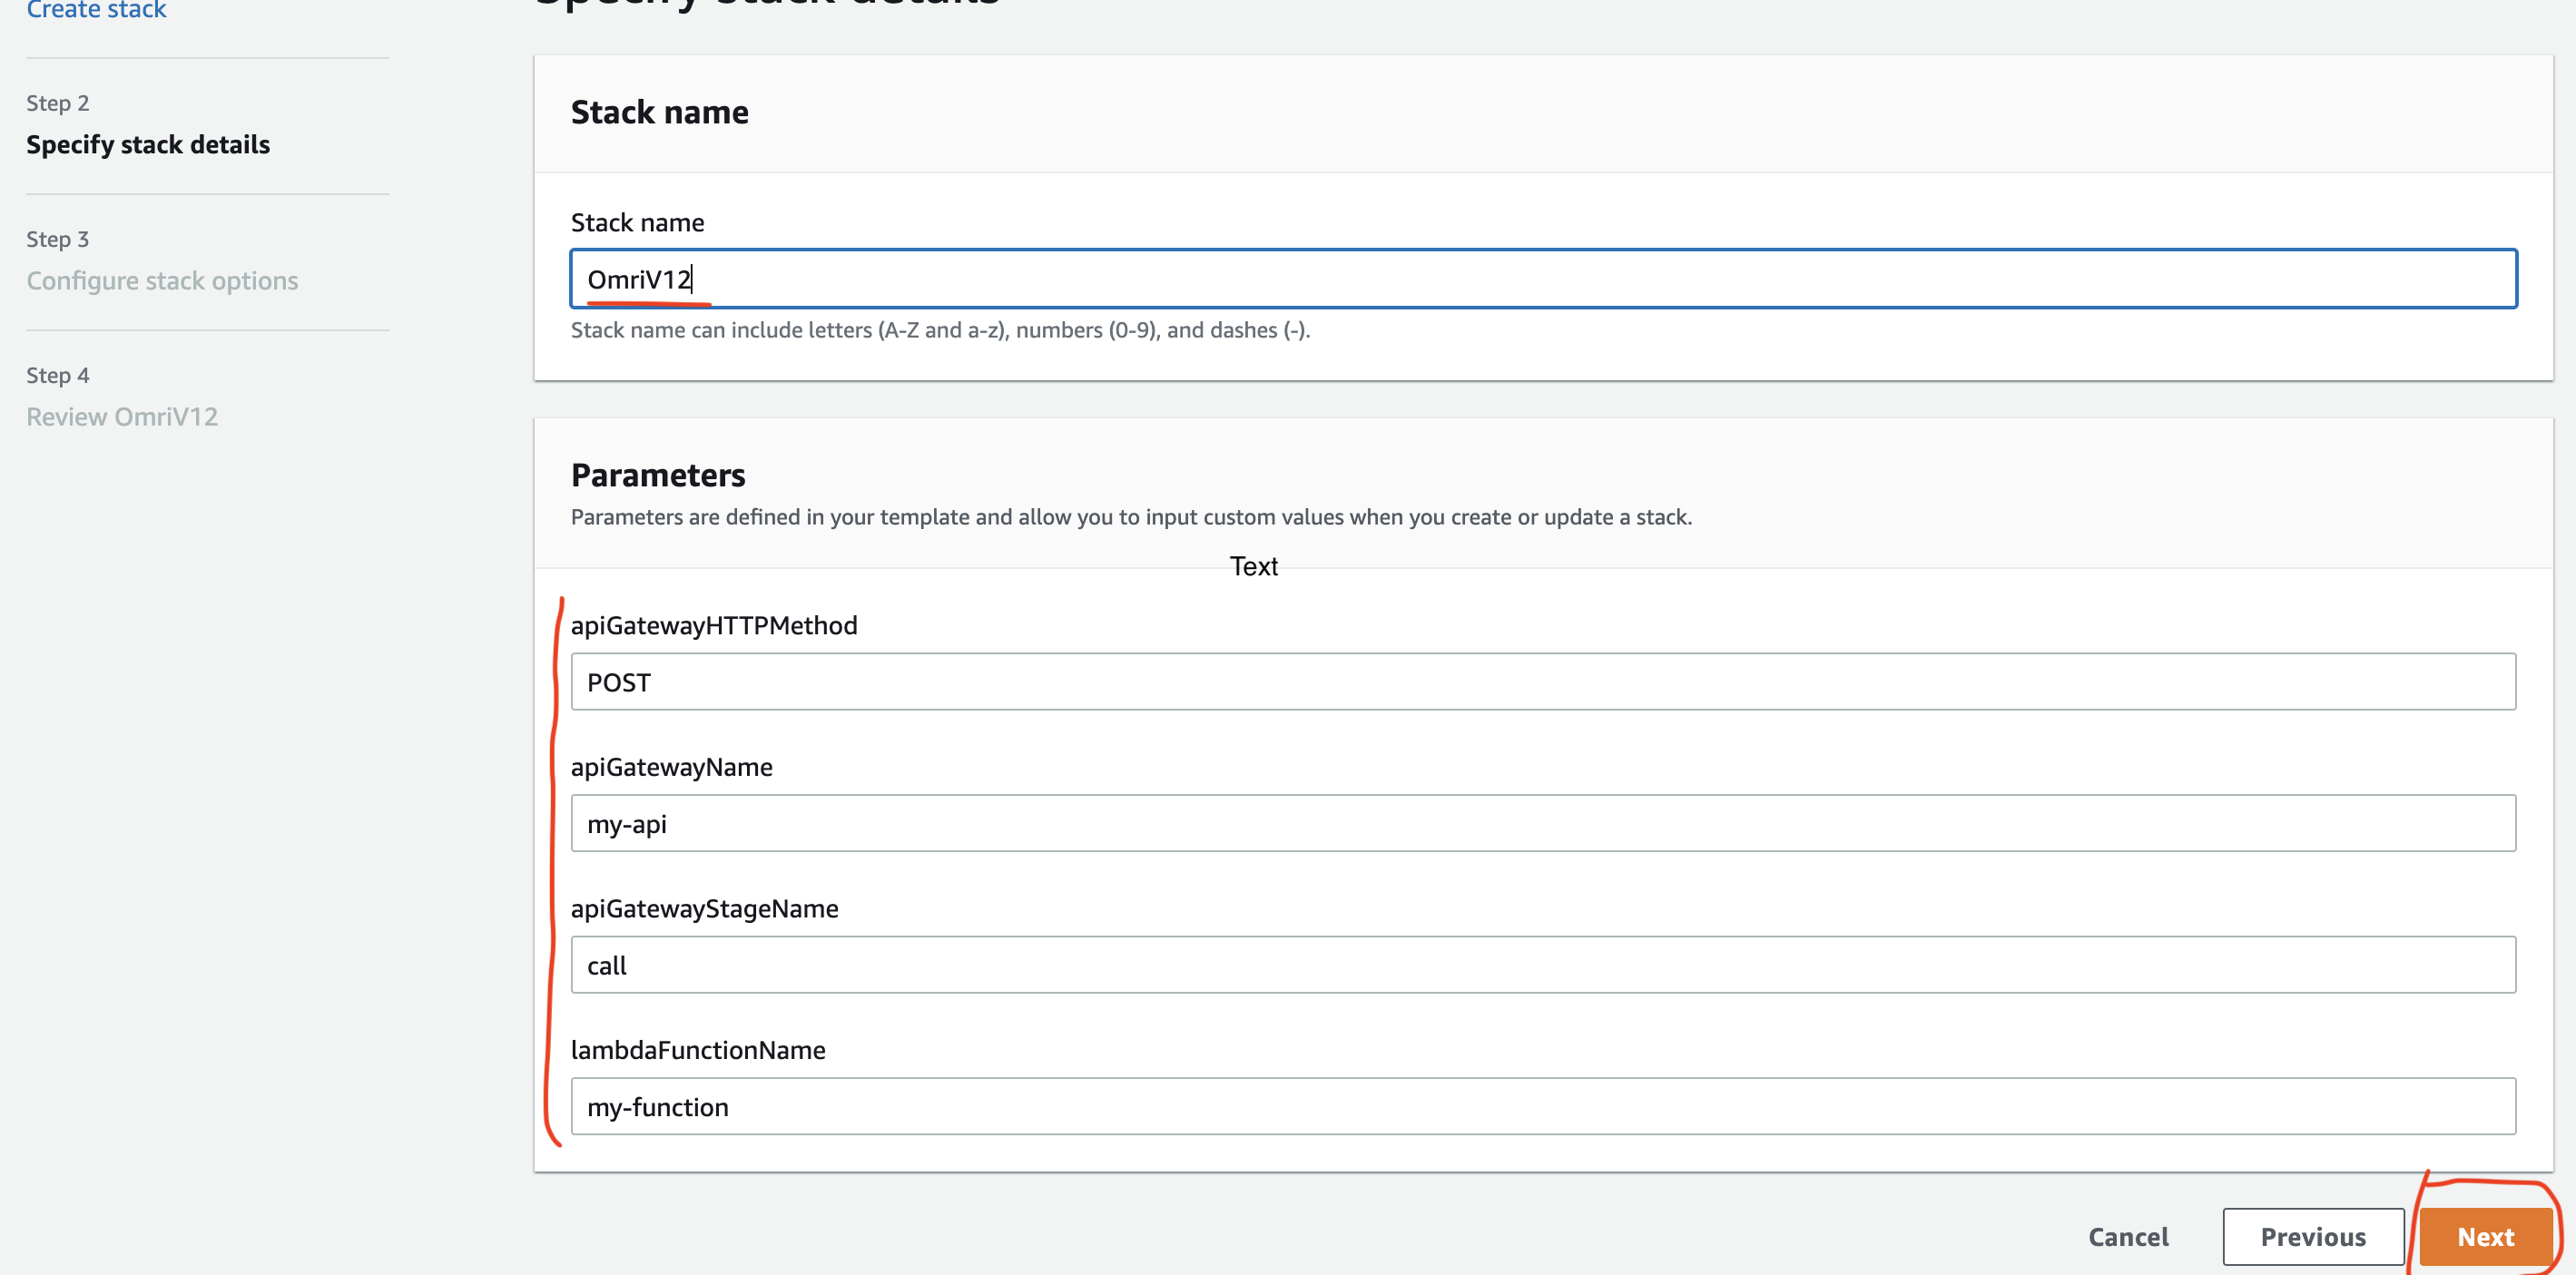 Create stack
Specify stack details
Step 2
Specify stack details
Step 3
Configure stack options
Step 4
Review OmriV12
Stack name
Stack name
OmriV12
Stack name can include letters (A-Z and a-z), numbers (0-9), and dashes (-).
Parameters
Parameters are defined in your template and allow you to input custom values when you create or update a stack.
Text
apiGatewayHTTPMethod
POST
apiGatewayName
my-api
apiGatewayStageName
call
lambdaFunctionName
my-function
Cancel
Previous
Next